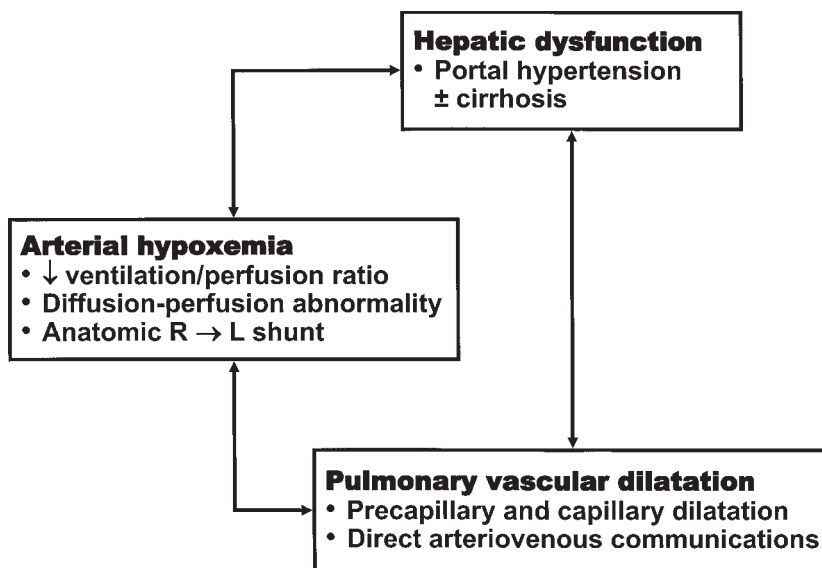 Hepatic dysfunction
• Portal hypertension
± cirrhosis
Arterial hypoxemia
• ↓ ventilation/perfusion ratio
• Diffusion-perfusion abnormality
• Anatomic R → L shunt
Pulmonary vascular dilatation
• Precapillary and capillary dilatation
• Direct arteriovenous communications